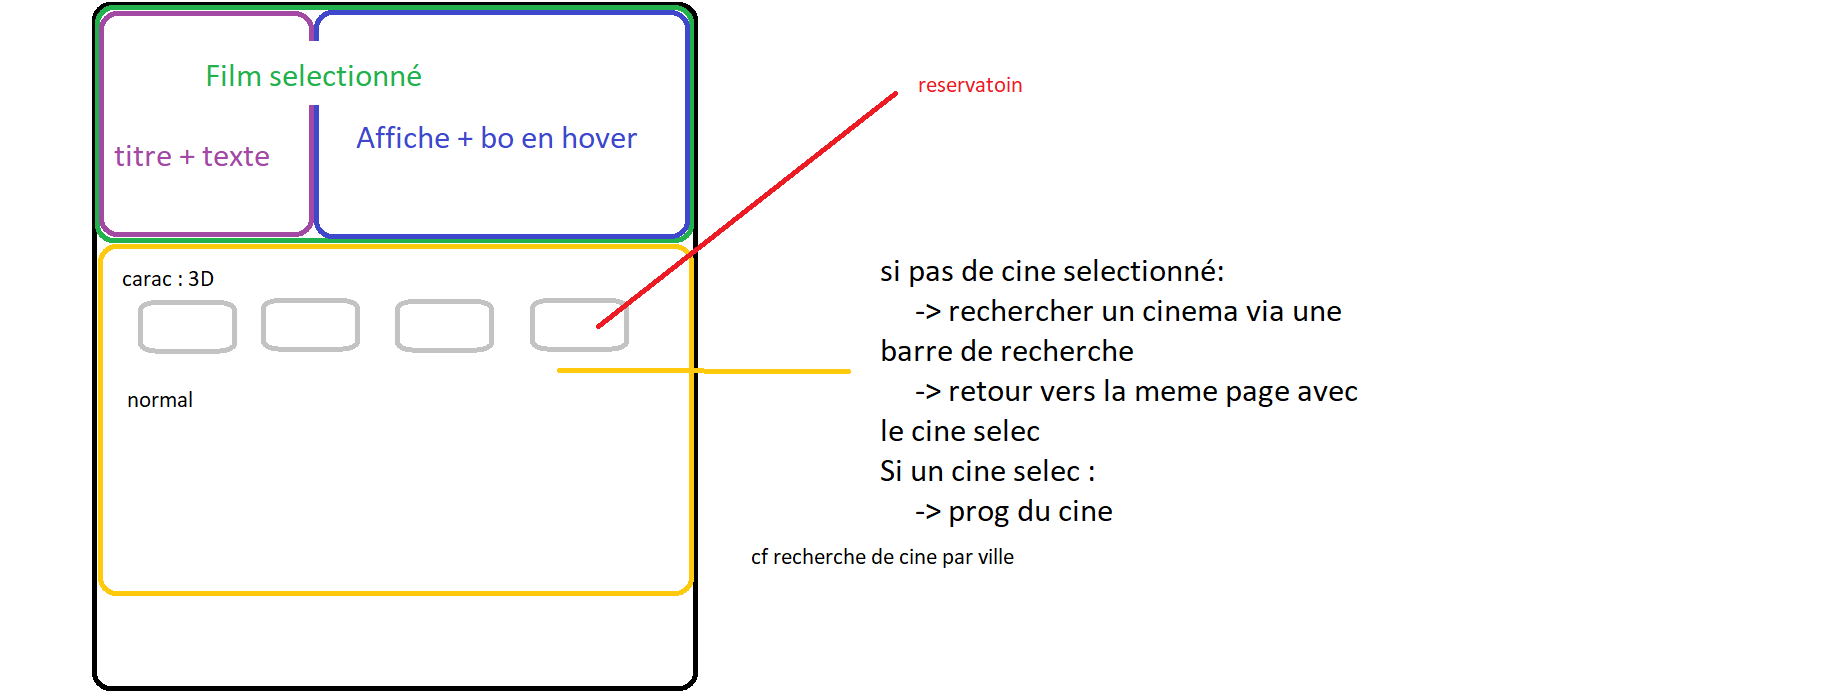 Film selectionné
titre + texte
Affiche + bo en hover
reservatoin
carac : 3D
normal
si pas de cine selectionné:
-> rechercher un cinema via une
barre de recherche
-> retour vers la meme page avec
le cine selec
Si un cine selec :
-> prog du cine
cf recherche de cine par ville